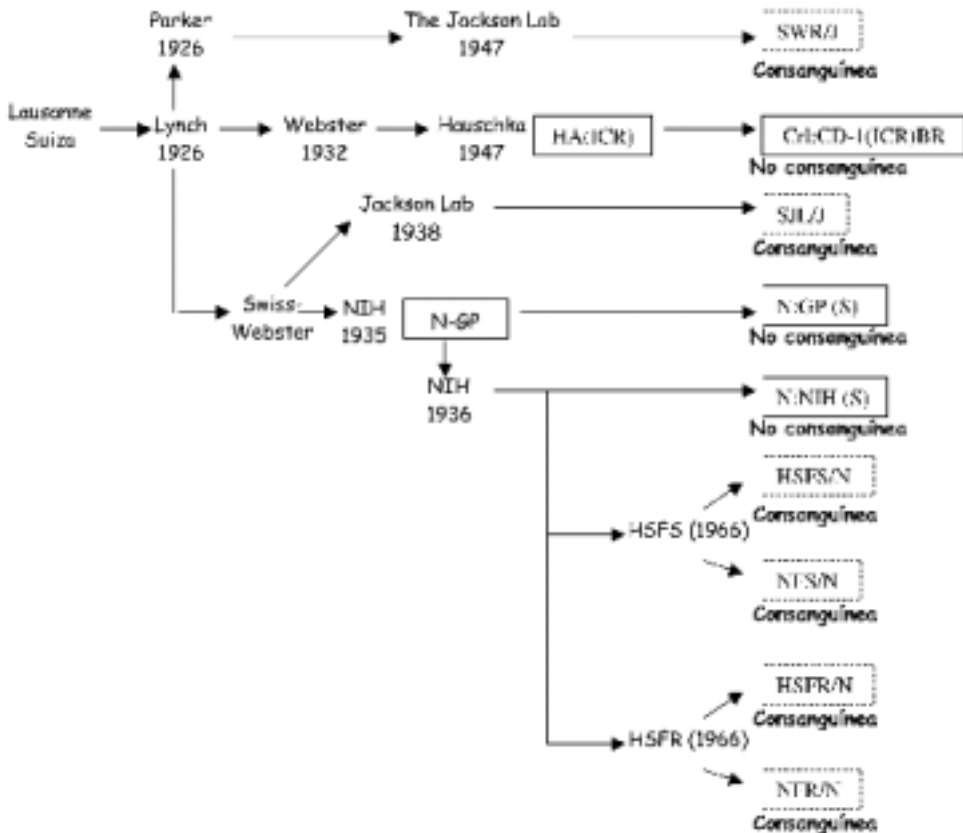 Parker
1926
The Jackson Lab
1947
SWR/J
Consanguínea
Lausanne
Suiza
Lynch
1926
Webster
1932
Hauschka
1947
HA(ICR)
Crl:CD-1(ICR)BR
No consanguínea
Jackson Lab
1938
SJL/J
Consanguínea
Swiss-
Webster
NIH
1935
N-GP
N:GP (S)
No consanguínea
NIH
1936
N:NIH (S)
No consanguínea
HSFS/N
Consanguínea
HSFS (1966)
NFS/N
Consanguínea
HSFR/N
Consanguínea
HSFR (1966)
NFR/N
Consanguínea